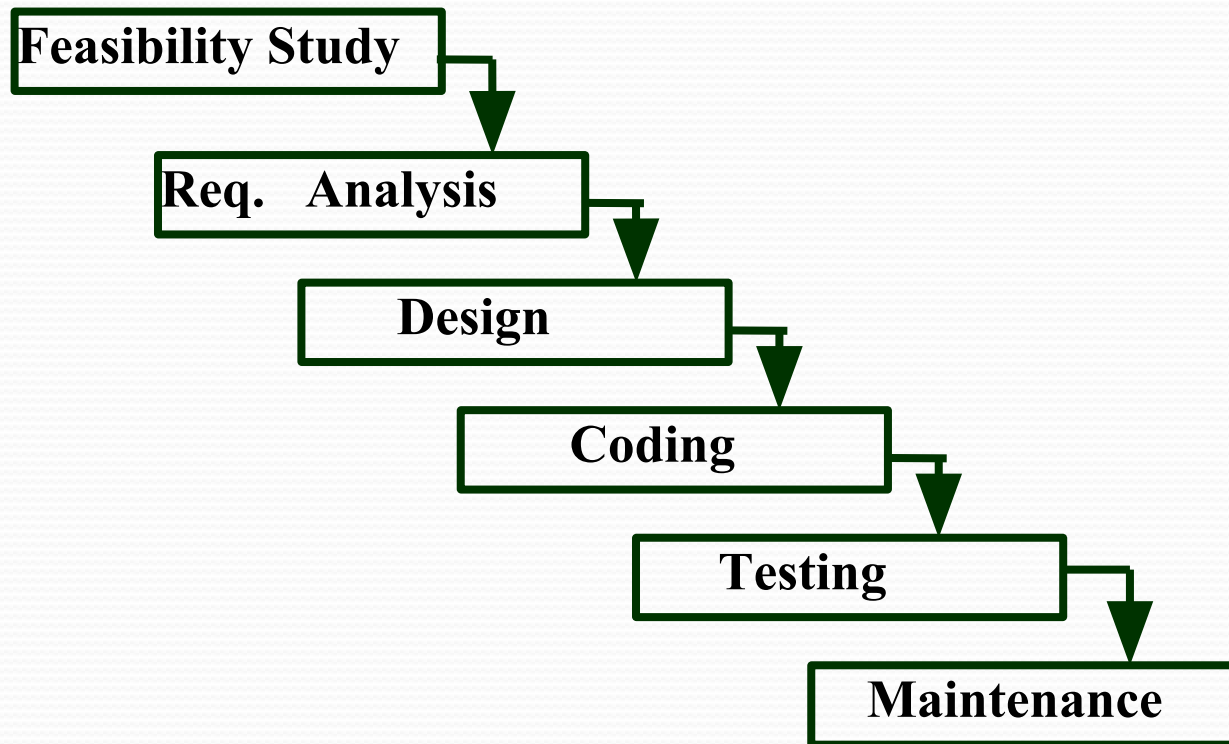 Feasibility Study
Req. Analysis
Design
Coding
Testing
Maintenance